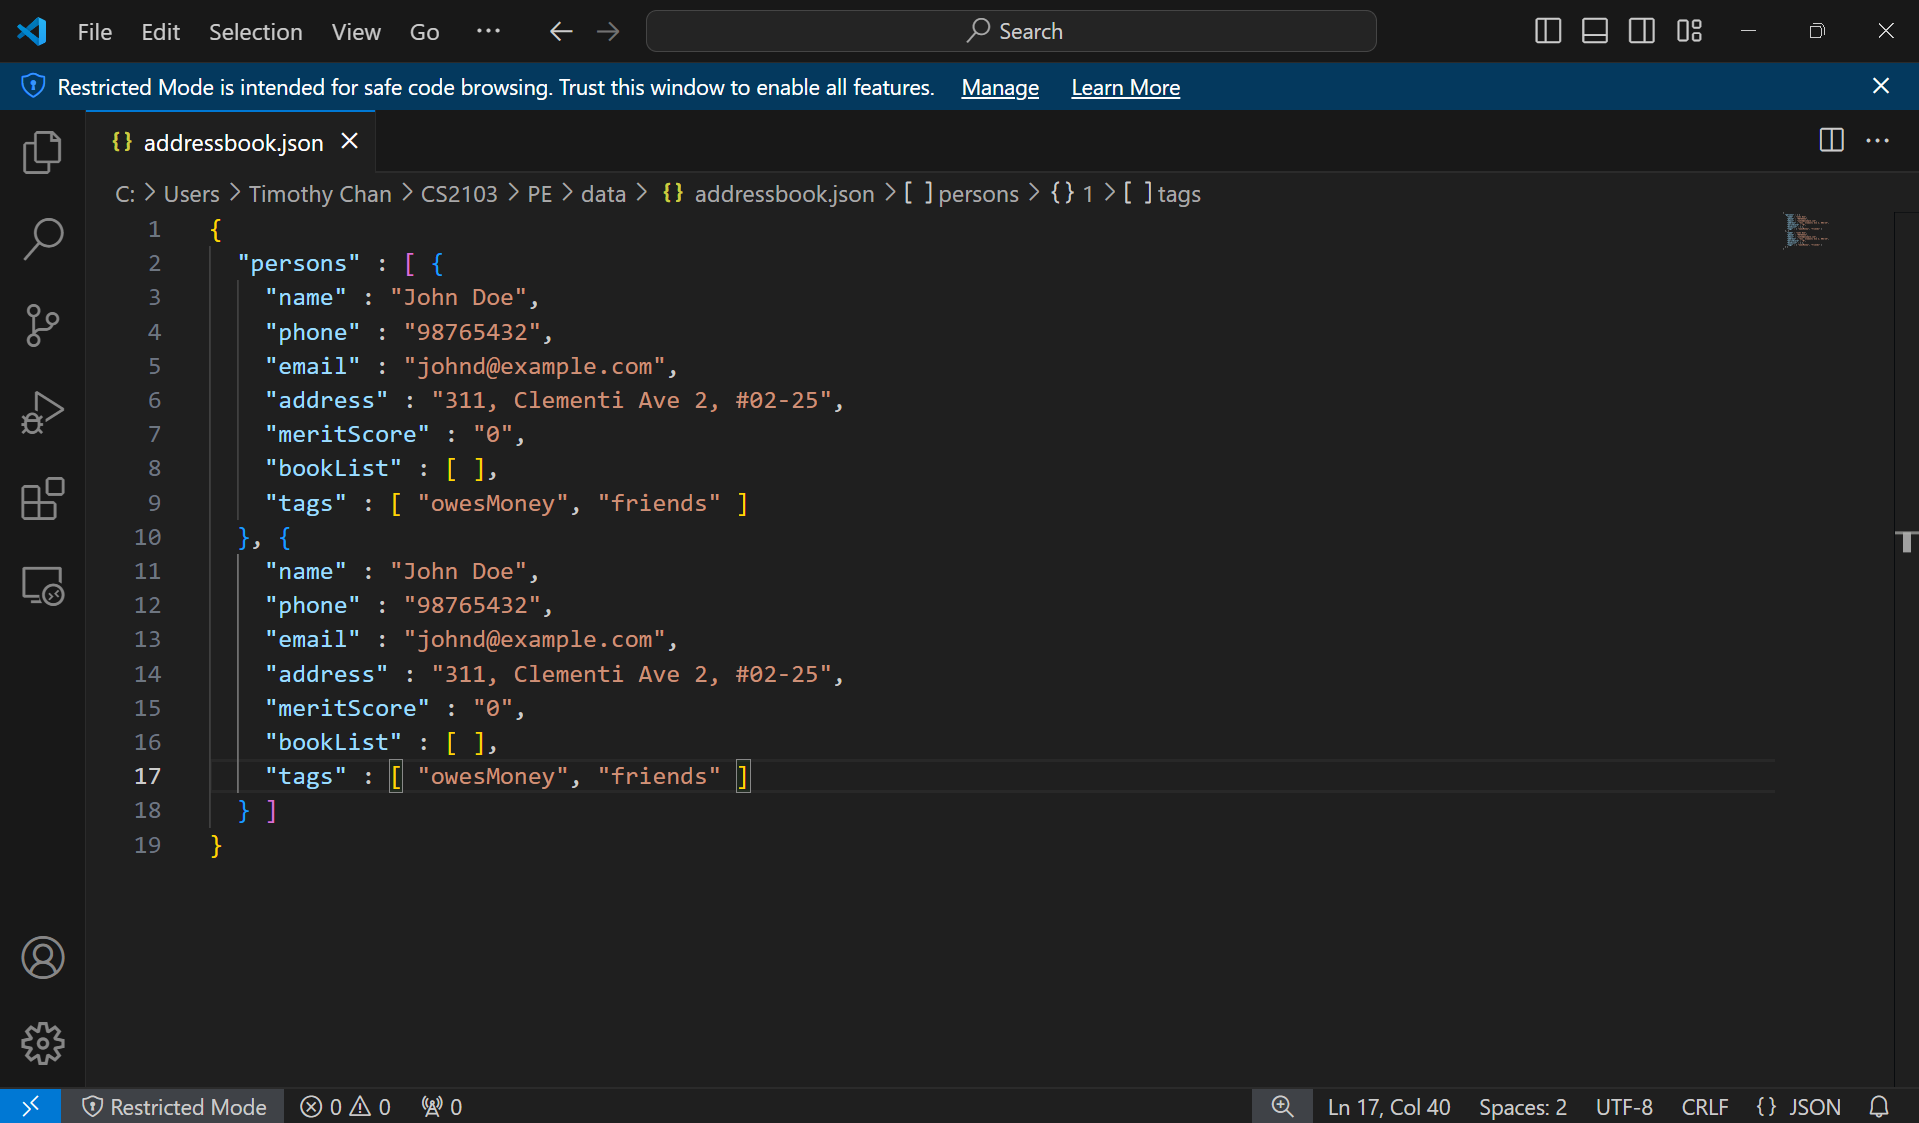 File Edit Selection View Go ··· Search
Restricted Mode is intended for safe code browsing. Trust this window to enable all features. Manage Learn More
{} addressbook.json
C: > Users > Timothy Chan > CS2103 > PE > data > {} addressbook.json > [ ] persons > {} 1 > [ ] tags
1 {
2 "persons" : [ {
3 "name" : "John Doe",
4 "phone" : "98765432",
5 "email" : "johnd@example.com",
6 "address" : "311, Clementi Ave 2, #02-25",
7 "meritScore" : "0",
8 "bookList" : [ ],
9 "tags" : [ "owesMoney", "friends" ]
10 }, {
11 "name" : "John Doe",
12 "phone" : "98765432",
13 "email" : "johnd@example.com",
14 "address" : "311, Clementi Ave 2, #02-25",
15 "meritScore" : "0",
16 "bookList" : [ ],
17 "tags" : [ "owesMoney", "friends" ]
18 } ]
19 }
Restricted Mode 0 0 0 Ln 17, Col 40 Spaces: 2 UTF-8 CRLF {} JSON